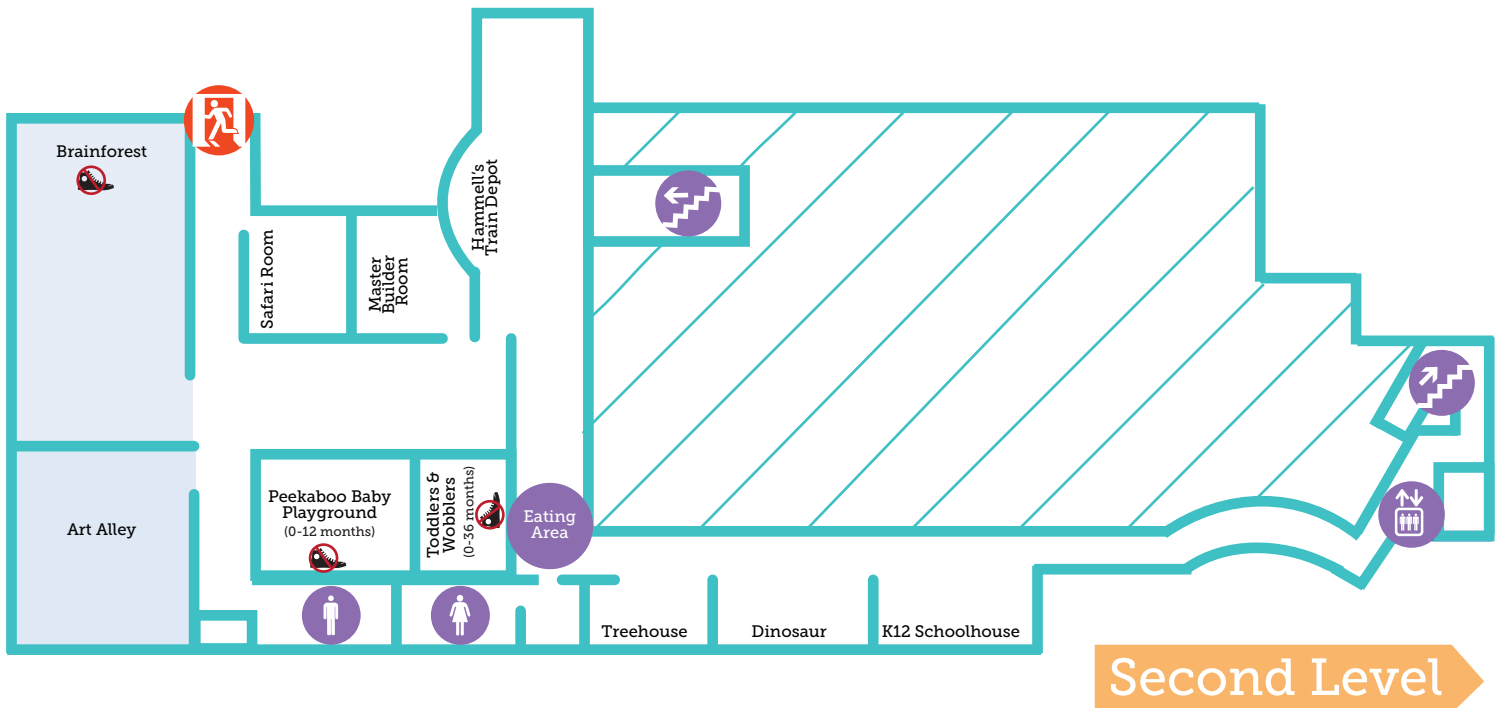 Brainforest
Hammell's
Train Depot
Safari Room
Master
Builder
Room
Peekaboo Baby
Playground
(0-12 months)
Toddlers &
Wobblers
(0-36 months)
Eating
Area
Art Alley
Treehouse
Dinosaur
K12 Schoolhouse
Second Level